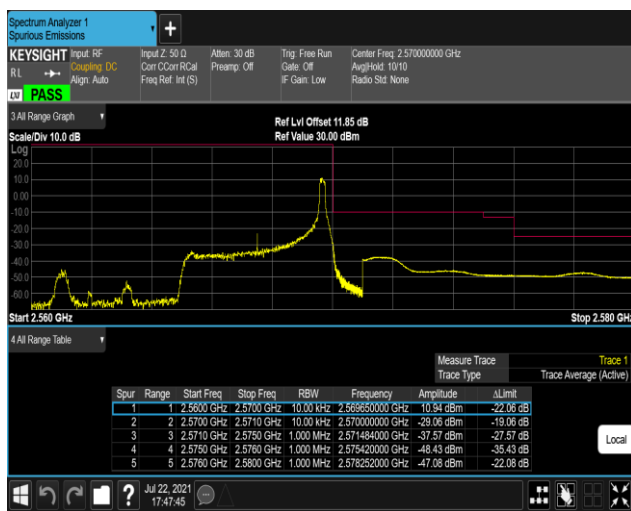 Spectrum Analyzer 1
Spurious Emissions
+
KEYSIGHT Input: RF Input Z: 50 Ω Atten: 30 dB Trig: Free Run Center Freq: 2.570000000 GHz
RL Coupling: DC Corr CCorr RCal Preamp: Off Gate: Off Avg|Hold: 10/10
Align: Auto Freq Ref: Int (S) IF Gain: Low Radio Std: None
LXI PASS
3 All Range Graph
Ref Lvl Offset 11.85 dB
Scale/Div 10.0 dB Ref Value 30.00 dBm
Log
20.0
10.0
0.00
-10.0
-20.0
-30.0
-40.0
-50.0
-60.0
Start 2.560 GHz Stop 2.580 GHz
4 All Range Table
Measure Trace Trace 1
Trace Type Trace Average (Active)
Spur Range Start Freq Stop Freq RBW Frequency Amplitude ΔLimit
1 1 2.5600 GHz 2.5700 GHz 10.00 kHz 2.569650000 GHz 10.94 dBm -22.06 dB
2 2 2.5700 GHz 2.5710 GHz 10.00 kHz 2.570000000 GHz -29.06 dBm -19.06 dB
3 3 2.5710 GHz 2.5750 GHz 1.000 MHz 2.571484000 GHz -37.57 dBm -27.57 dB
4 4 2.5750 GHz 2.5760 GHz 1.000 MHz 2.575420000 GHz -48.43 dBm -35.43 dB
5 5 2.5760 GHz 2.5800 GHz 1.000 MHz 2.578252000 GHz -47.08 dBm -22.08 dB
Local
? Jul 22, 2021
17:47:45